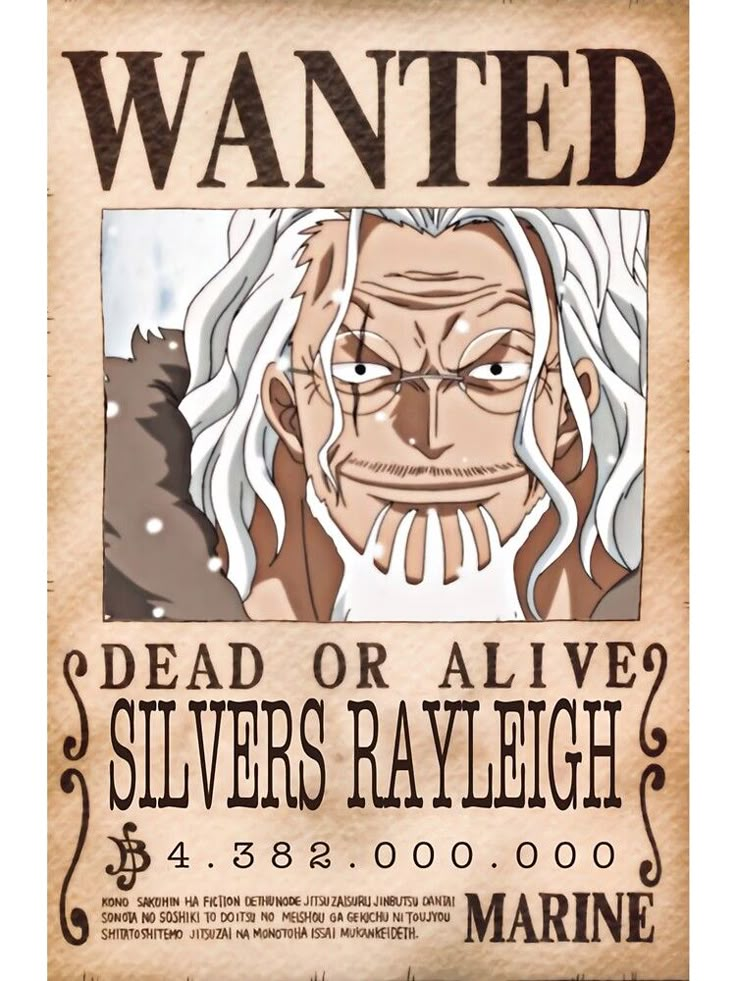 WANTED
DEAD OR ALIVE
SILVERS RAYLEIGH
4.382.000.000
KONO SAKUHIN HA FICTION DETHUNODE JITSUZAISURU JINBUTSU DANTAI
SONOTA NO SOSHIKI TO DOITSU NO MEISHOU GA GEKICHU NI TOUJYOU
SHITATOSHITEMO JITSUZAI NA MONOTOHA ISSAI MUKANKEIDETH.
MARINE